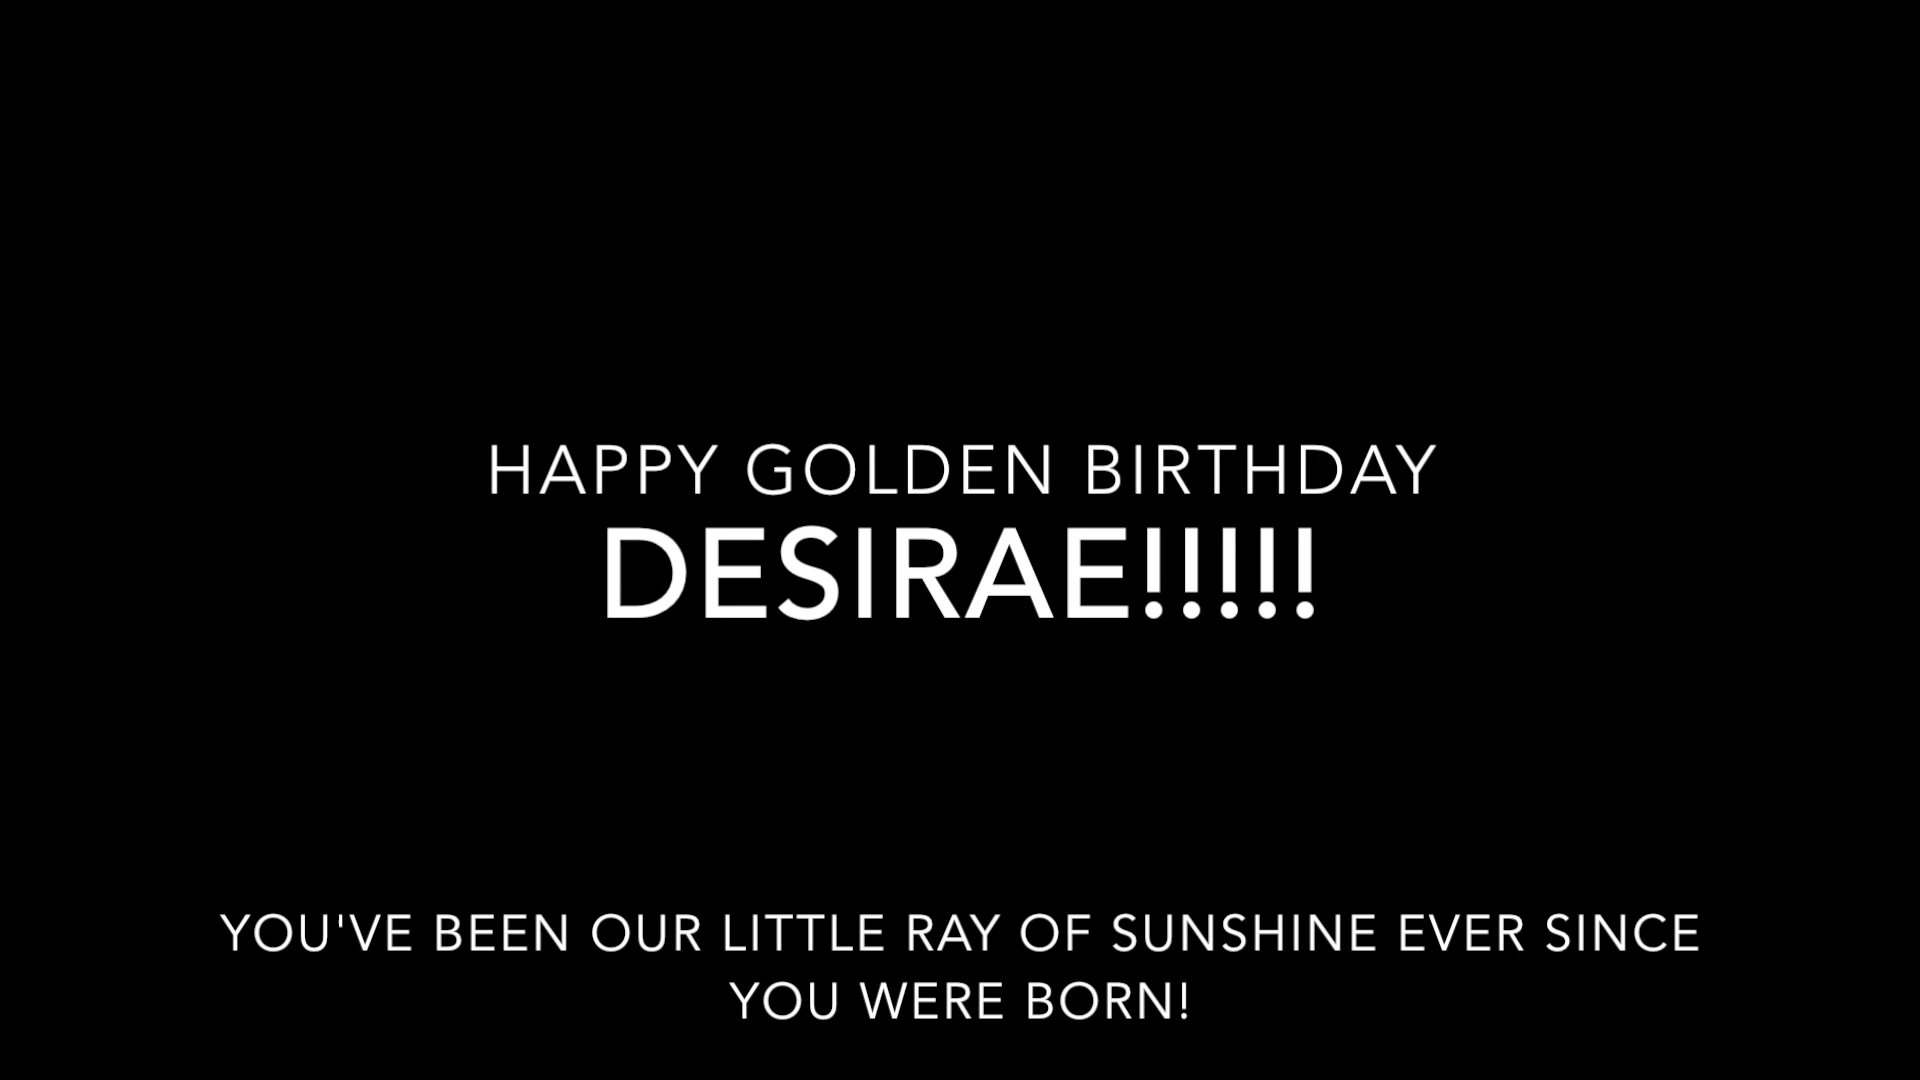 HAPPY GOLDEN BIRTHDAY
DESIRAE!!!!!
YOU'VE BEEN OUR LITTLE RAY OF SUNSHINE EVER SINCE
YOU WERE BORN!